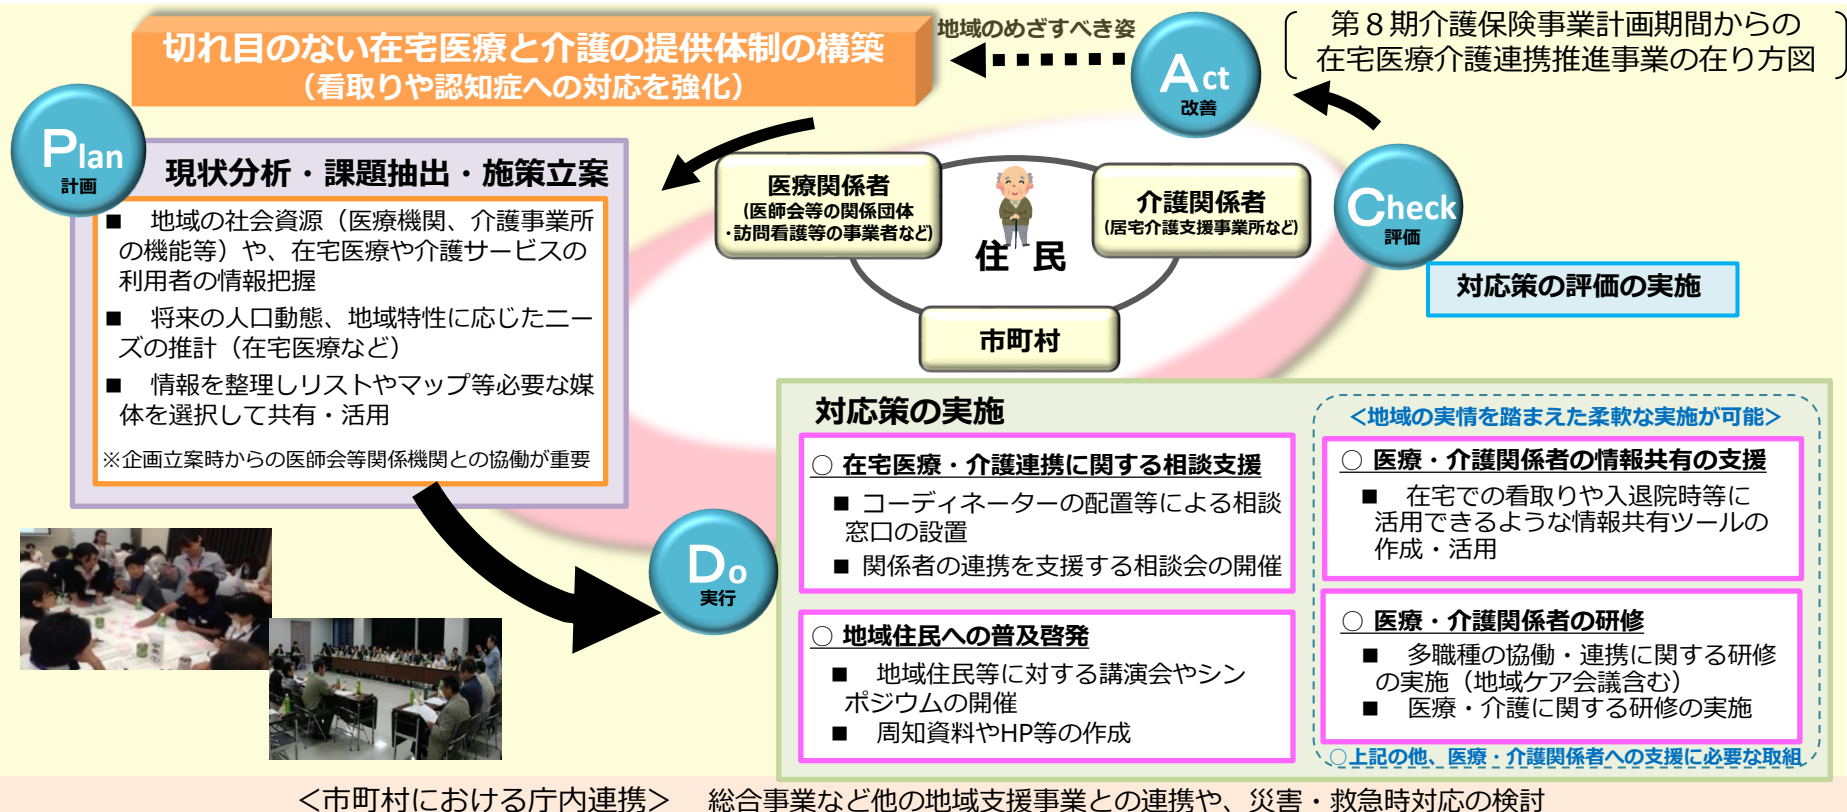 切れ目のない在宅医療と介護の提供体制の構築
（看取りや認知症への対応を強化）
地域のめざすべき姿
Act
改善
第８期介護保険事業計画期間からの
在宅医療介護連携推進事業の在り方図
Plan
計画
現状分析・課題抽出・施策立案
■　地域の社会資源（医療機関、介護事業所
の機能等）や、在宅医療や介護サービスの
利用者の情報把握
■　将来の人口動態、地域特性に応じたニー
ズの推計（在宅医療など）
■　情報を整理しリストやマップ等必要な媒
体を選択して共有・活用
※企画立案時からの医師会等関係機関との協働が重要
医療関係者
(医師会等の関係団体
・訪問看護等の事業者など)
住　民
介護関係者
(居宅介護支援事業所など)
市町村
Check
評価
対応策の評価の実施
Do
実行
対応策の実施
○ 在宅医療・介護連携に関する相談支援
■ コーディネーターの配置等による相談
窓口の設置
■ 関係者の連携を支援する相談会の開催
○ 地域住民への普及啓発
■　地域住民等に対する講演会やシン
ポジウムの開催
■　周知資料やHP等の作成
＜地域の実情を踏まえた柔軟な実施が可能＞
○ 医療・介護関係者の情報共有の支援
■　在宅での看取りや入退院時等に
活用できるような情報共有ツールの
作成・活用
○ 医療・介護関係者の研修
■　多職種の協働・連携に関する研修
の実施（地域ケア会議含む）
■　医療・介護に関する研修の実施
○上記の他、医療・介護関係者への支援に必要な取組
＜市町村における庁内連携＞　総合事業など他の地域支援事業との連携や、災害・救急時対応の検討